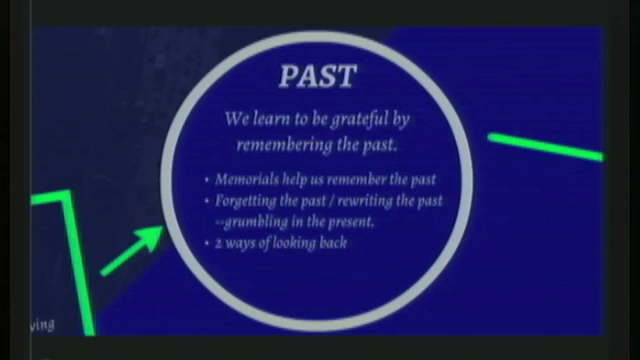 PAST
We learn to be grateful by
remembering the past.
• Memorials help us remember the past
• Forgetting the past / rewriting the past
--grumbling in the present.
• 2 ways of looking back
ving